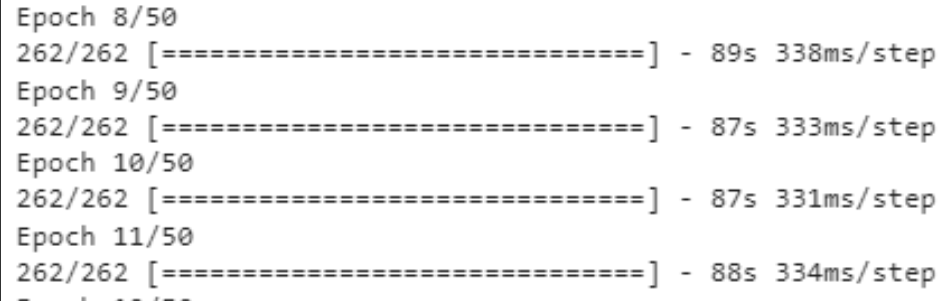 Epoch 8/50
262/262 [==============================] - 89s 338ms/step
Epoch 9/50
262/262 [==============================] - 87s 333ms/step
Epoch 10/50
262/262 [==============================] - 87s 331ms/step
Epoch 11/50
262/262 [==============================] - 88s 334ms/step